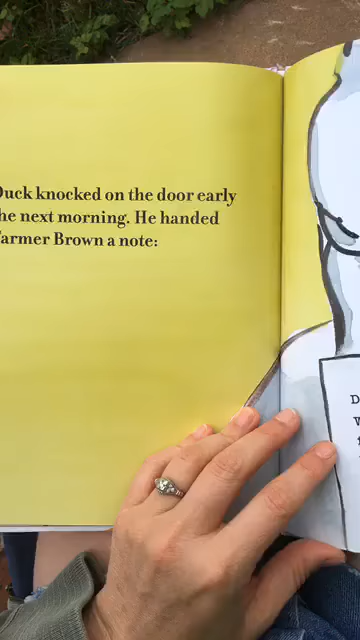 Duck knocked on the door early
the next morning. He handed
Farmer Brown a note:
D